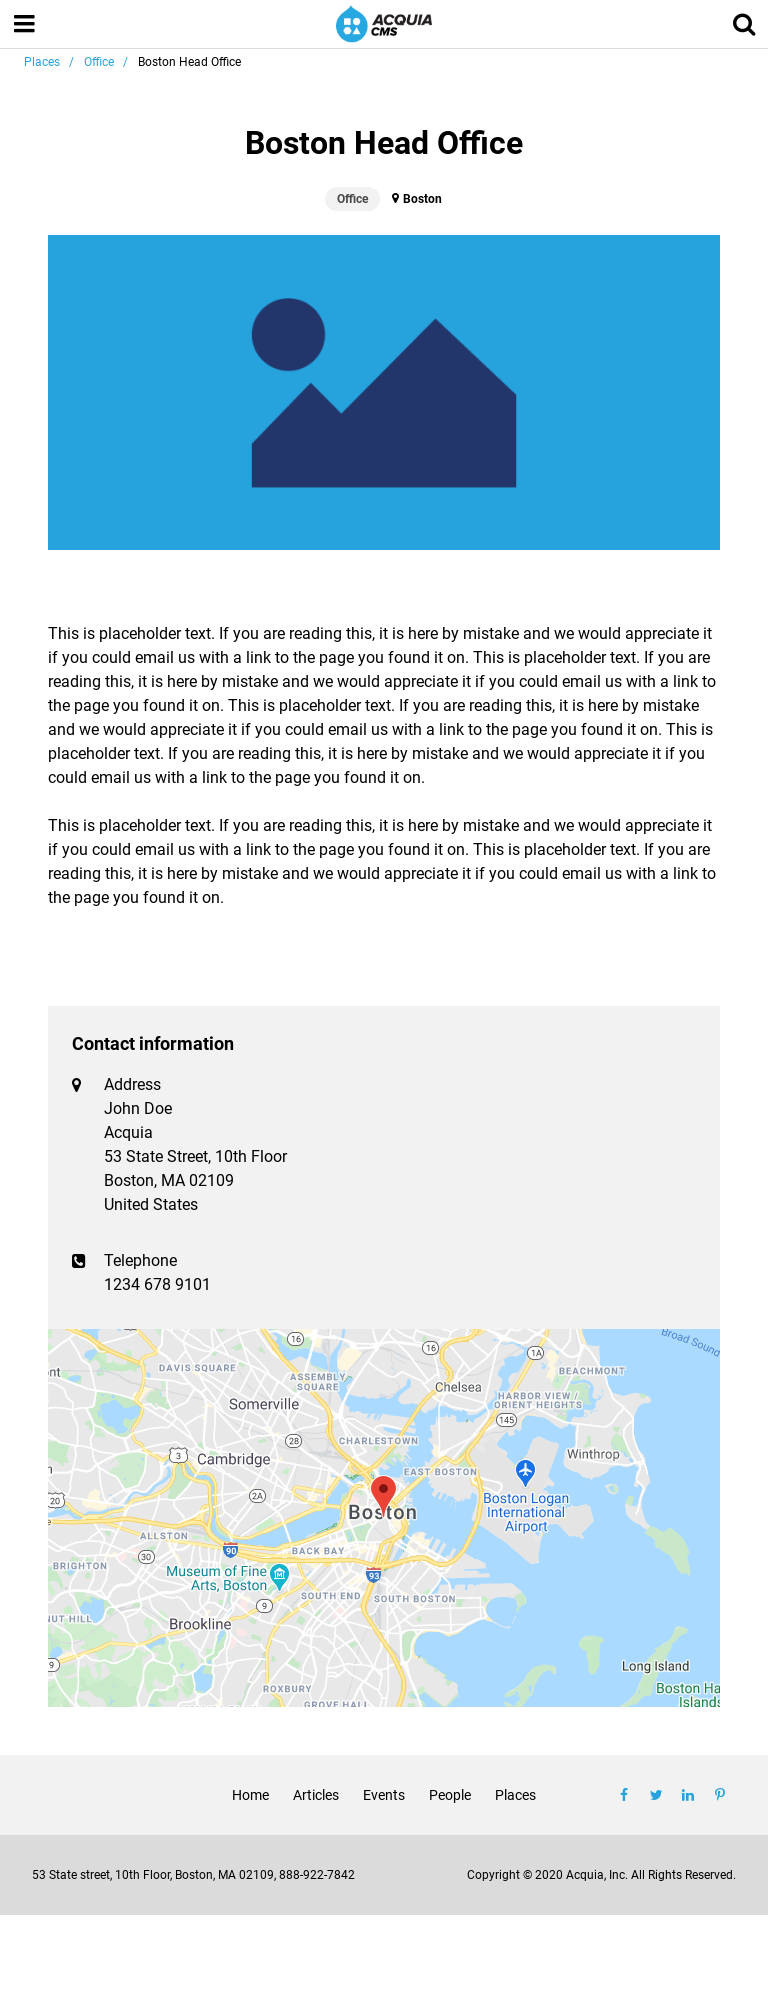 ACQUIA
CMS
Places / Office / Boston Head Office
Boston Head Office
Office Boston
This is placeholder text. If you are reading this, it is here by mistake and we would appreciate it
if you could email us with a link to the page you found it on. This is placeholder text. If you are
reading this, it is here by mistake and we would appreciate it if you could email us with a link to
the page you found it on. This is placeholder text. If you are reading this, it is here by mistake
and we would appreciate it if you could email us with a link to the page you found it on. This is
placeholder text. If you are reading this, it is here by mistake and we would appreciate it if you
could email us with a link to the page you found it on.
This is placeholder text. If you are reading this, it is here by mistake and we would appreciate it
if you could email us with a link to the page you found it on. This is placeholder text. If you are
reading this, it is here by mistake and we would appreciate it if you could email us with a link to
the page you found it on.
Contact information
Address
John Doe
Acquia
53 State Street, 10th Floor
Boston, MA 02109
United States
Telephone
1234 678 9101
Broad Sound
16
16
1A
DAVIS SQUARE
ASSEMBLY
SQUARE
BEACHMONT
Chelsea
HARBOR VIEW /
ORIENT HEIGHTS
Somerville
145
28
CHARLESTOWN
3
Cambridge
Winthrop
EAST BOSTON
2A
20
Boston
Boston Logan
International
Airport
ALLSTON
90
BACK BAY
30
BRIGHTON
Museum of Fine
Arts, Boston
93
SOUTH END
SOUTH BOSTON
9
NUT HILL
Brookline
9
Long Island
ROXBURY
Boston Ha
Islands
GROVE HALL
Home Articles Events People Places
53 State street, 10th Floor, Boston, MA 02109, 888-922-7842
Copyright © 2020 Acquia, Inc. All Rights Reserved.